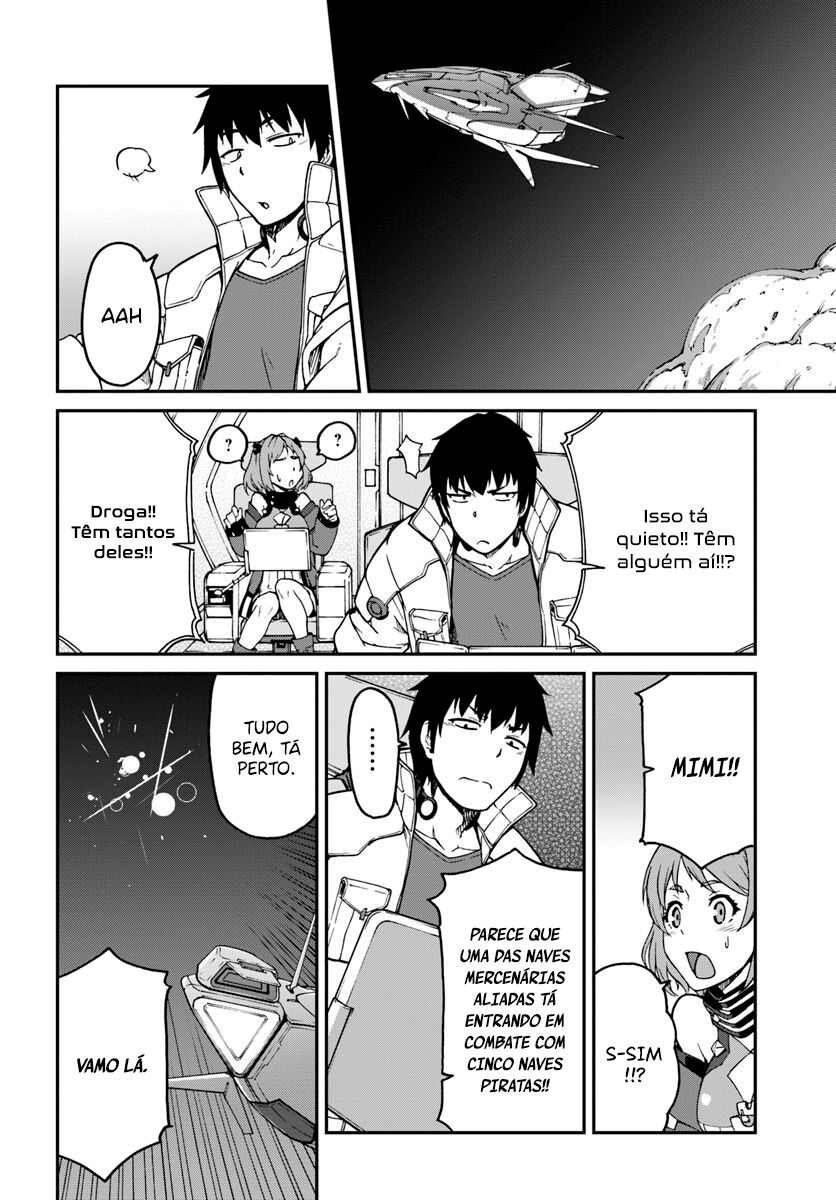 AAH
Isso tá
quieto!! Têm
alguém aí!!?
?
?
Droga!!
Têm tantos
deles!!
MIMI!!
S-SIM
!!?
......
PARECE QUE
UMA DAS NAVES
MERCENÁRIAS
ALIADAS TÁ
ENTRANDO EM
COMBATE COM
CINCO NAVES
PIRATAS!!
TUDO
BEM, TÁ
PERTO.
VAMO LÁ.